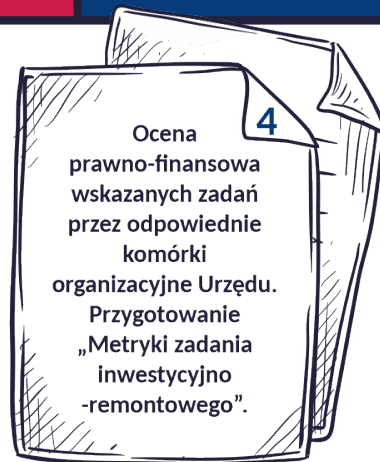 4
Ocena
prawno-finansowa
wskazanych zadań
przez odpowiednie
komórki
organizacyjne Urzędu.
Przygotowanie
„Metryki zadania
inwestycyjno
-remontowego”.